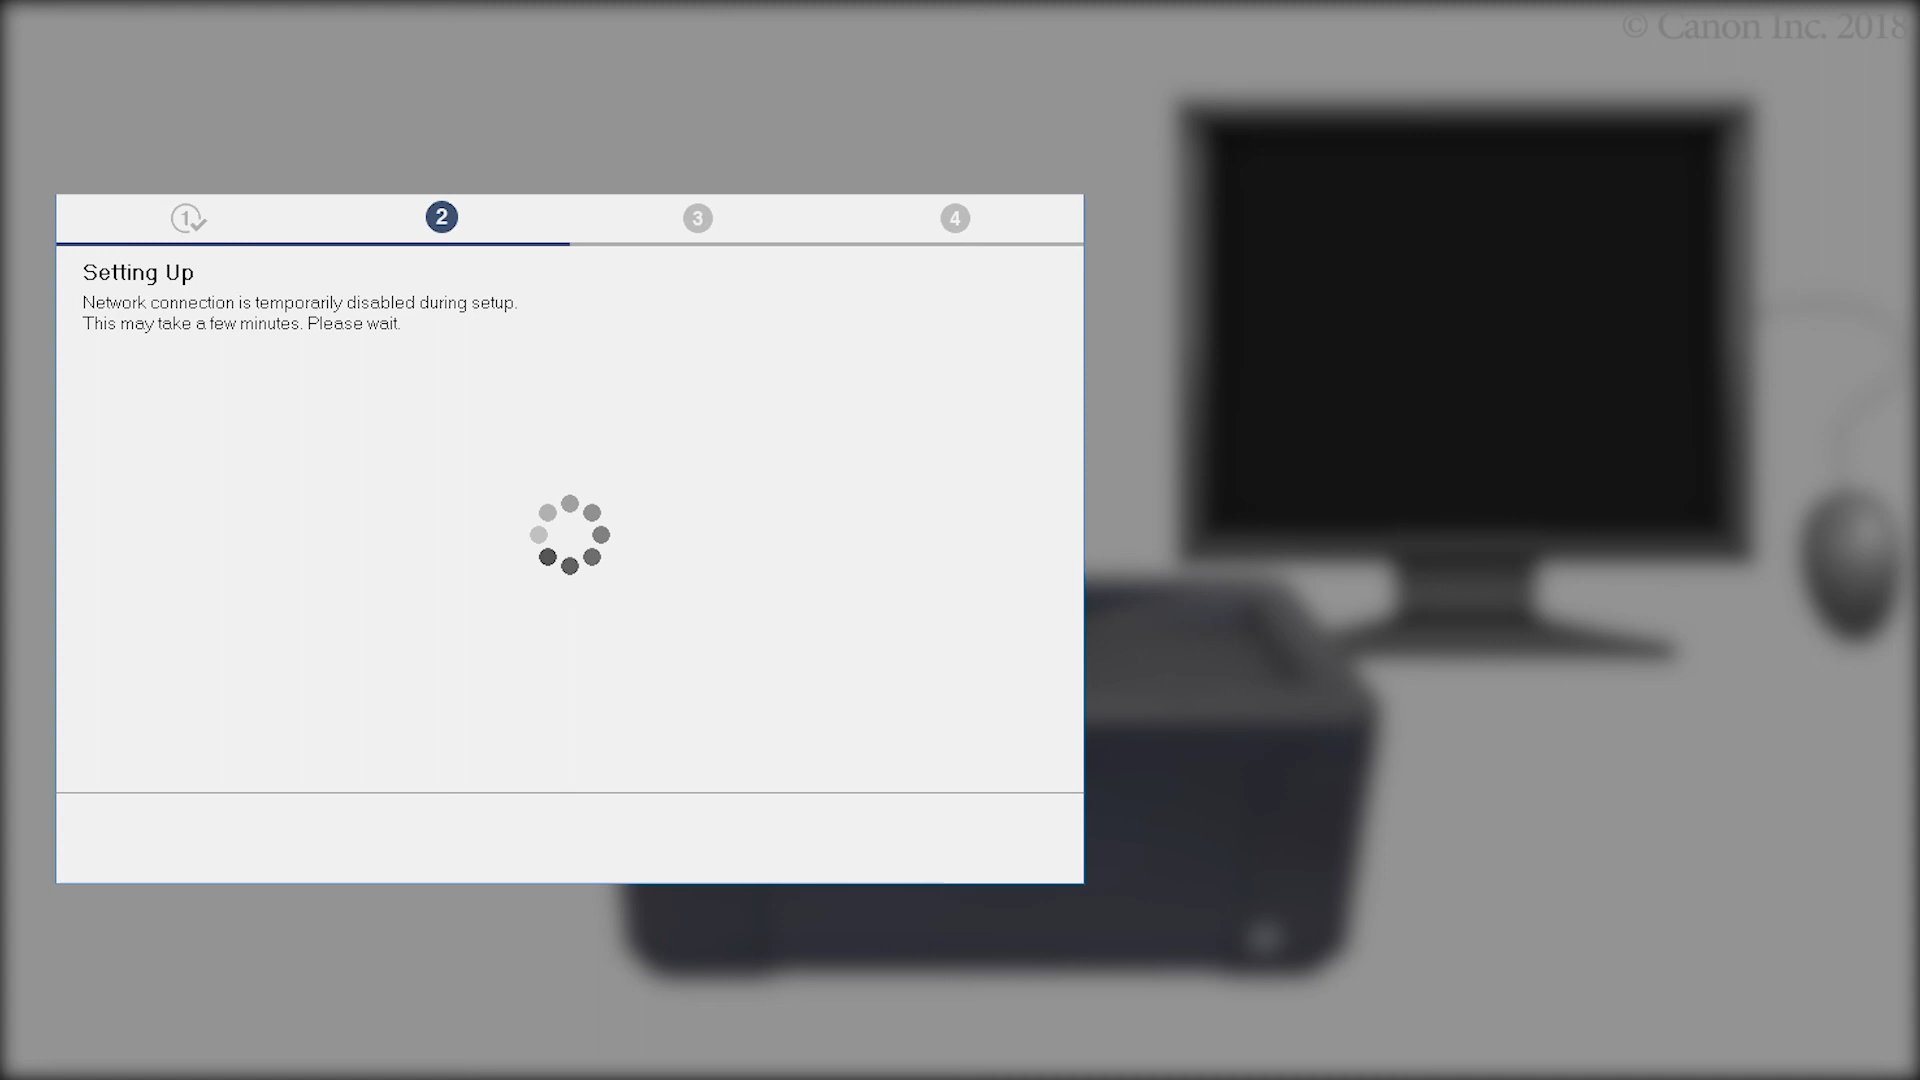 © Canon Inc. 2018
1
2
3
4
Setting Up
Network connection is temporarily disabled during setup.
This may take a few minutes. Please wait.